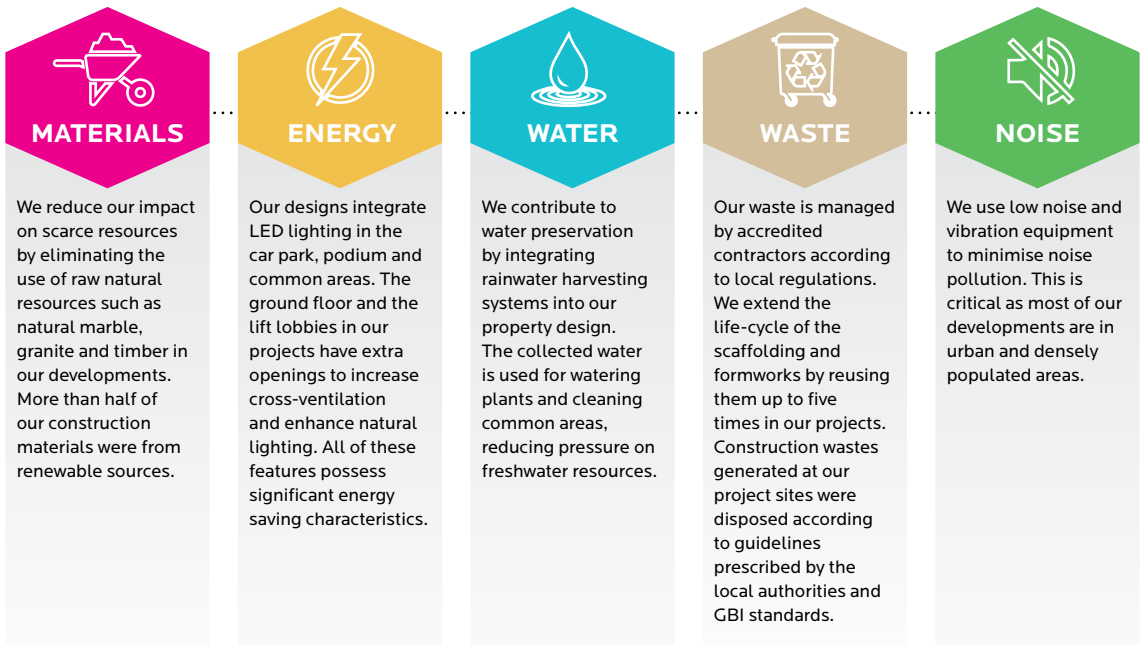 MATERIALS
We reduce our impact
on scarce resources
by eliminating the
use of raw natural
resources such as
natural marble,
granite and timber in
our developments.
More than half of
our construction
materials were from
renewable sources.
ENERGY
Our designs integrate
LED lighting in the
car park, podium and
common areas. The
ground floor and the
lift lobbies in our
projects have extra
openings to increase
cross-ventilation
and enhance natural
lighting. All of these
features possess
significant energy
saving characteristics.
WATER
We contribute to
water preservation
by integrating
rainwater harvesting
systems into our
property design.
The collected water
is used for watering
plants and cleaning
common areas,
reducing pressure on
freshwater resources.
WASTE
Our waste is managed
by accredited
contractors according
to local regulations.
We extend the
life-cycle of the
scaffolding and
formworks by reusing
them up to five
times in our projects.
Construction wastes
generated at our
project sites were
disposed according
to guidelines
prescribed by the
local authorities and
GBI standards.
NOISE
We use low noise and
vibration equipment
to minimise noise
pollution. This is
critical as most of our
developments are in
urban and densely
populated areas.